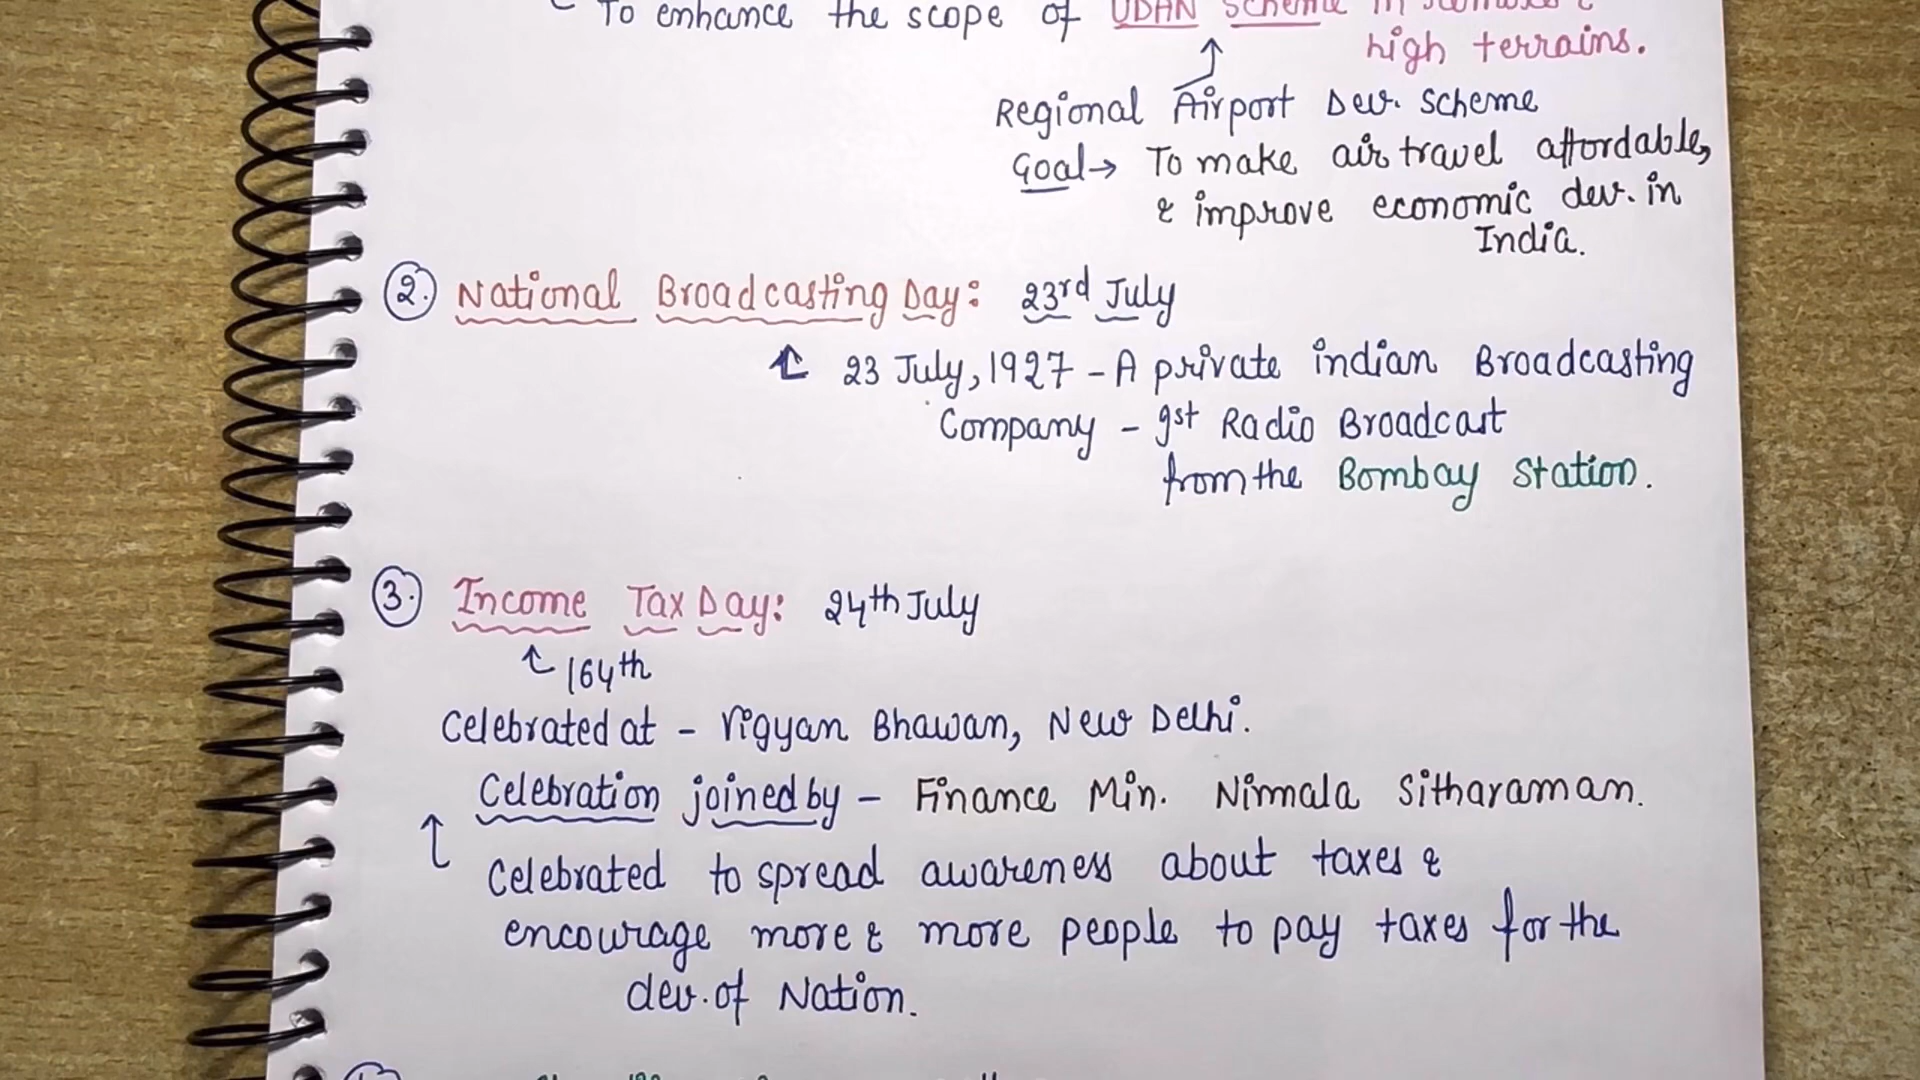 To enhance the scope of UDAN Scheme in
high terrains.
Regional Airport Dev. Scheme
Goal→ To make air travel affordable,
& improve economic dev. in
India.
2. National Broadcasting Day: 23rd July
23 July, 1927 - A private indian Broadcasting
Company - 1st Radio Broadcast
from the Bombay Station.
3. Income Tax Day: 24th July
164th
Celebrated at - Vigyan Bhawan, New Delhi.
Celebration joined by - Finance Min. Nirmala Sitharaman.
Celebrated to spread awareness about taxes &
encourage more & more people to pay taxes for the
dev. of Nation.